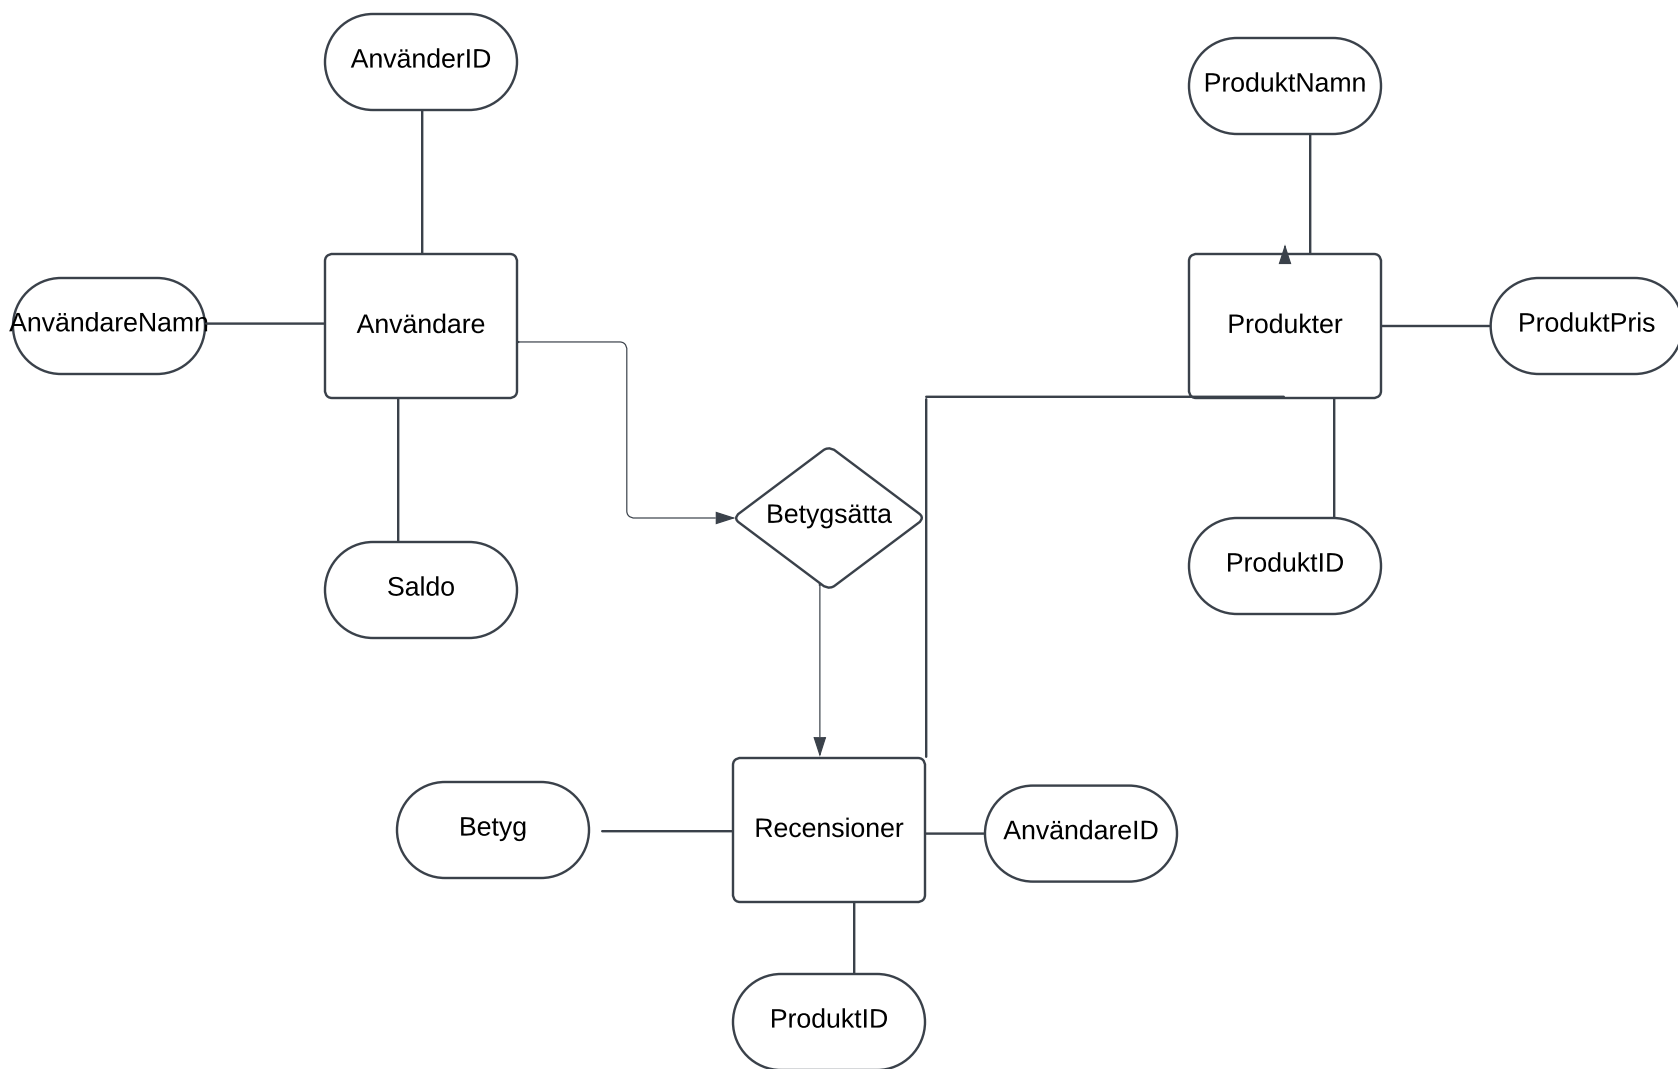 AnvänderID
ProduktNamn
AnvändareNamn
Användare
Produkter
ProduktPris
Betygsätta
ProduktID
Saldo
Betyg
Recensioner
AnvändareID
ProduktID